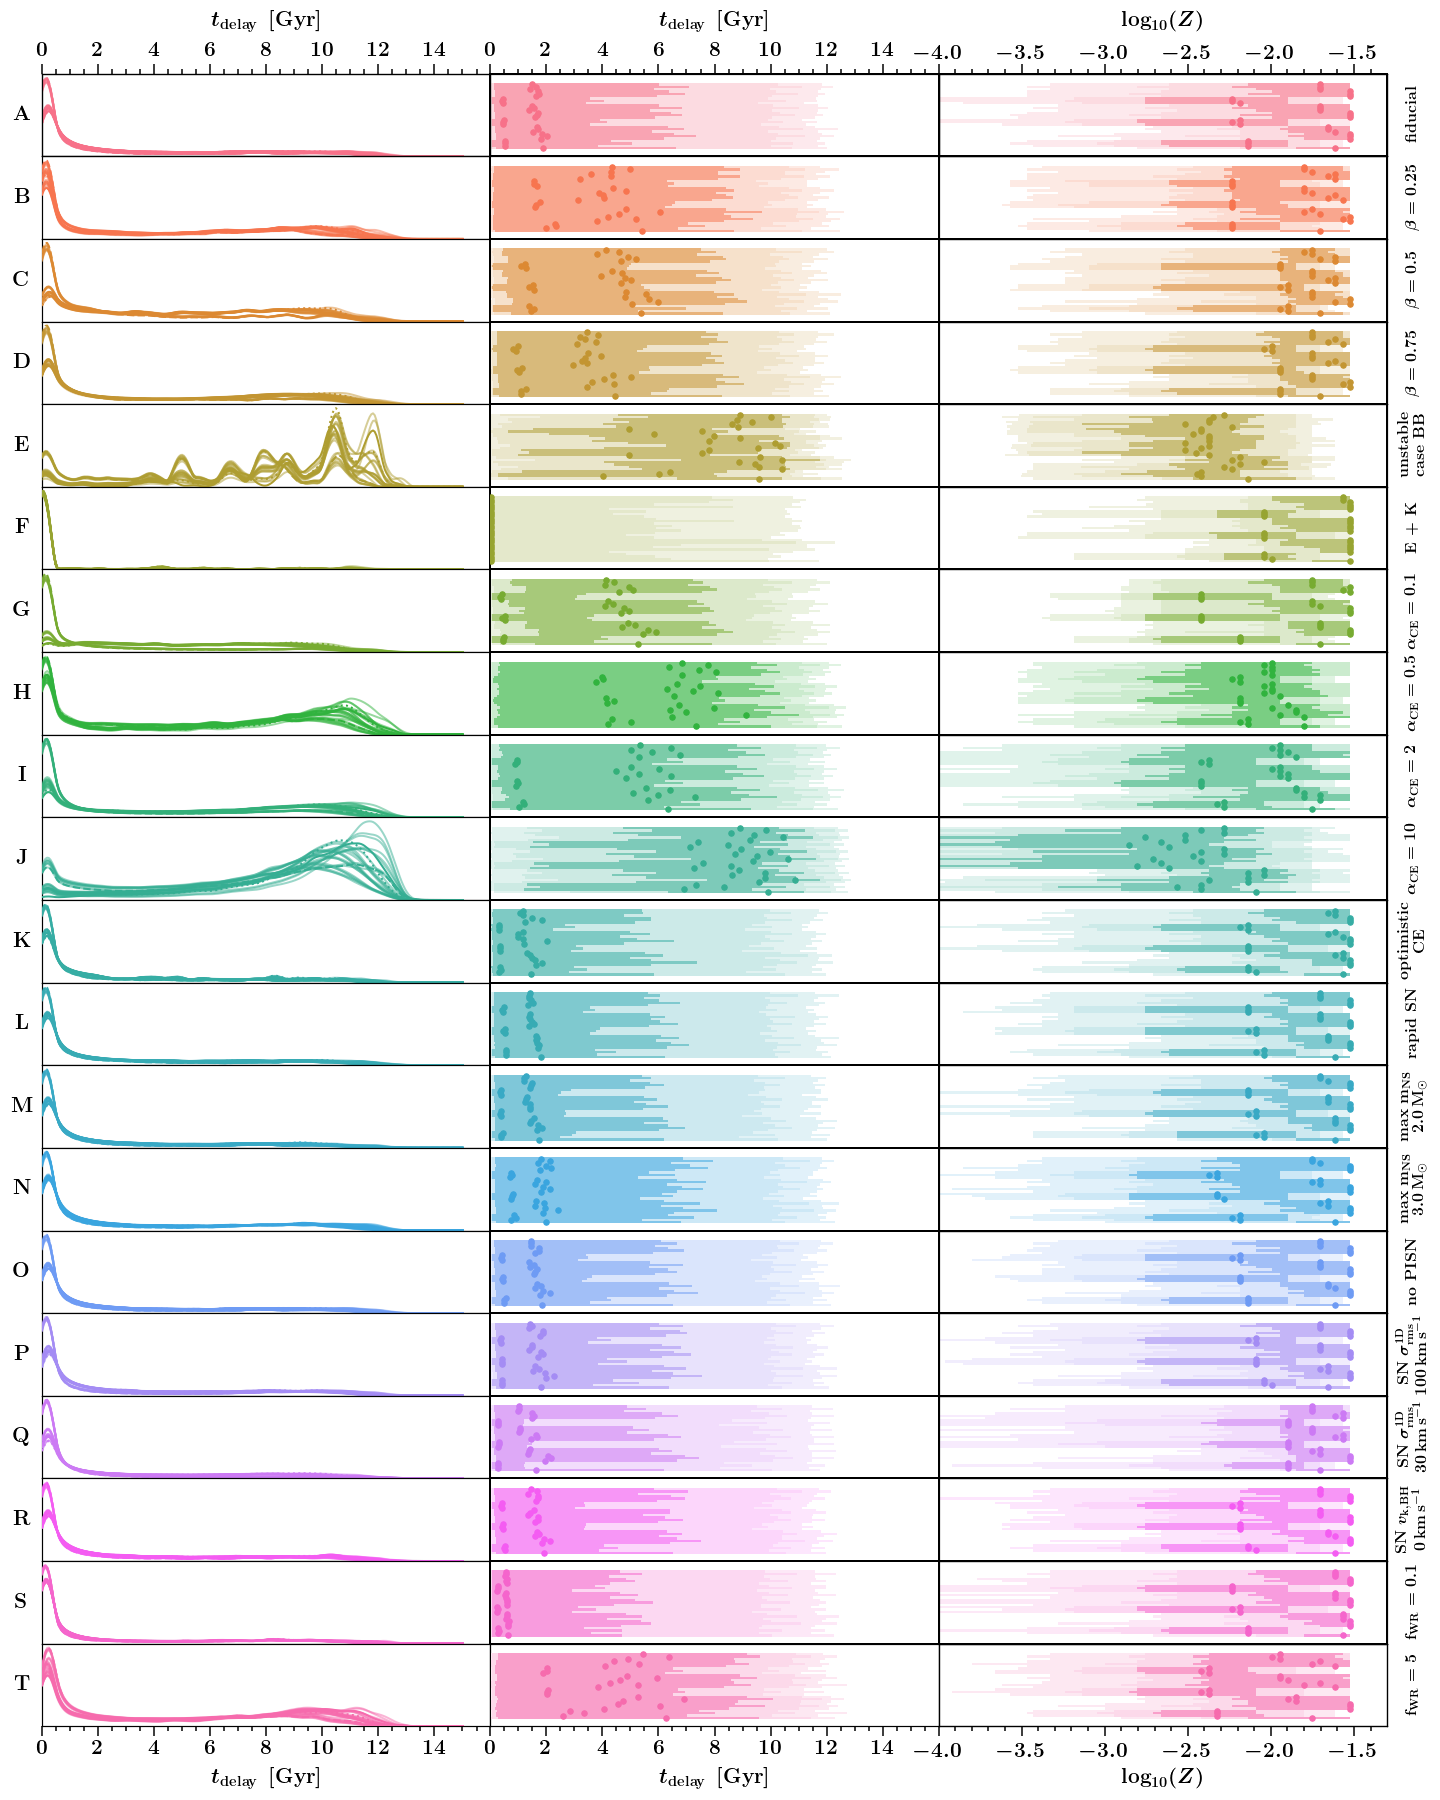 t_delay [Gyr] t_delay [Gyr] log₁₀(Z)
0 2 4 6 8 10 12 14 0 2 4 6 8 10 12 14 −4.0 −3.5 −3.0 −2.5 −2.0 −1.5
A fiducial
B β = 0.25
C β = 0.5
D β = 0.75
E unstable
case BB
F E + K
G α_CE = 0.1
H α_CE = 0.5
I α_CE = 2
J α_CE = 10
K optimistic
CE
L rapid SN
M max m_NS
2.0 M_⊙
N max m_NS
3.0 M_⊙
O no PISN
P SN σ_rms^1D
100 km s⁻¹
Q SN σ_rms^1D
30 km s⁻¹
R SN v_k,BH
0 km s⁻¹
S f_WR = 0.1
T f_WR = 5
0 2 4 6 8 10 12 14 0 2 4 6 8 10 12 14 −4.0 −3.5 −3.0 −2.5 −2.0 −1.5
t_delay [Gyr] t_delay [Gyr] log₁₀(Z)